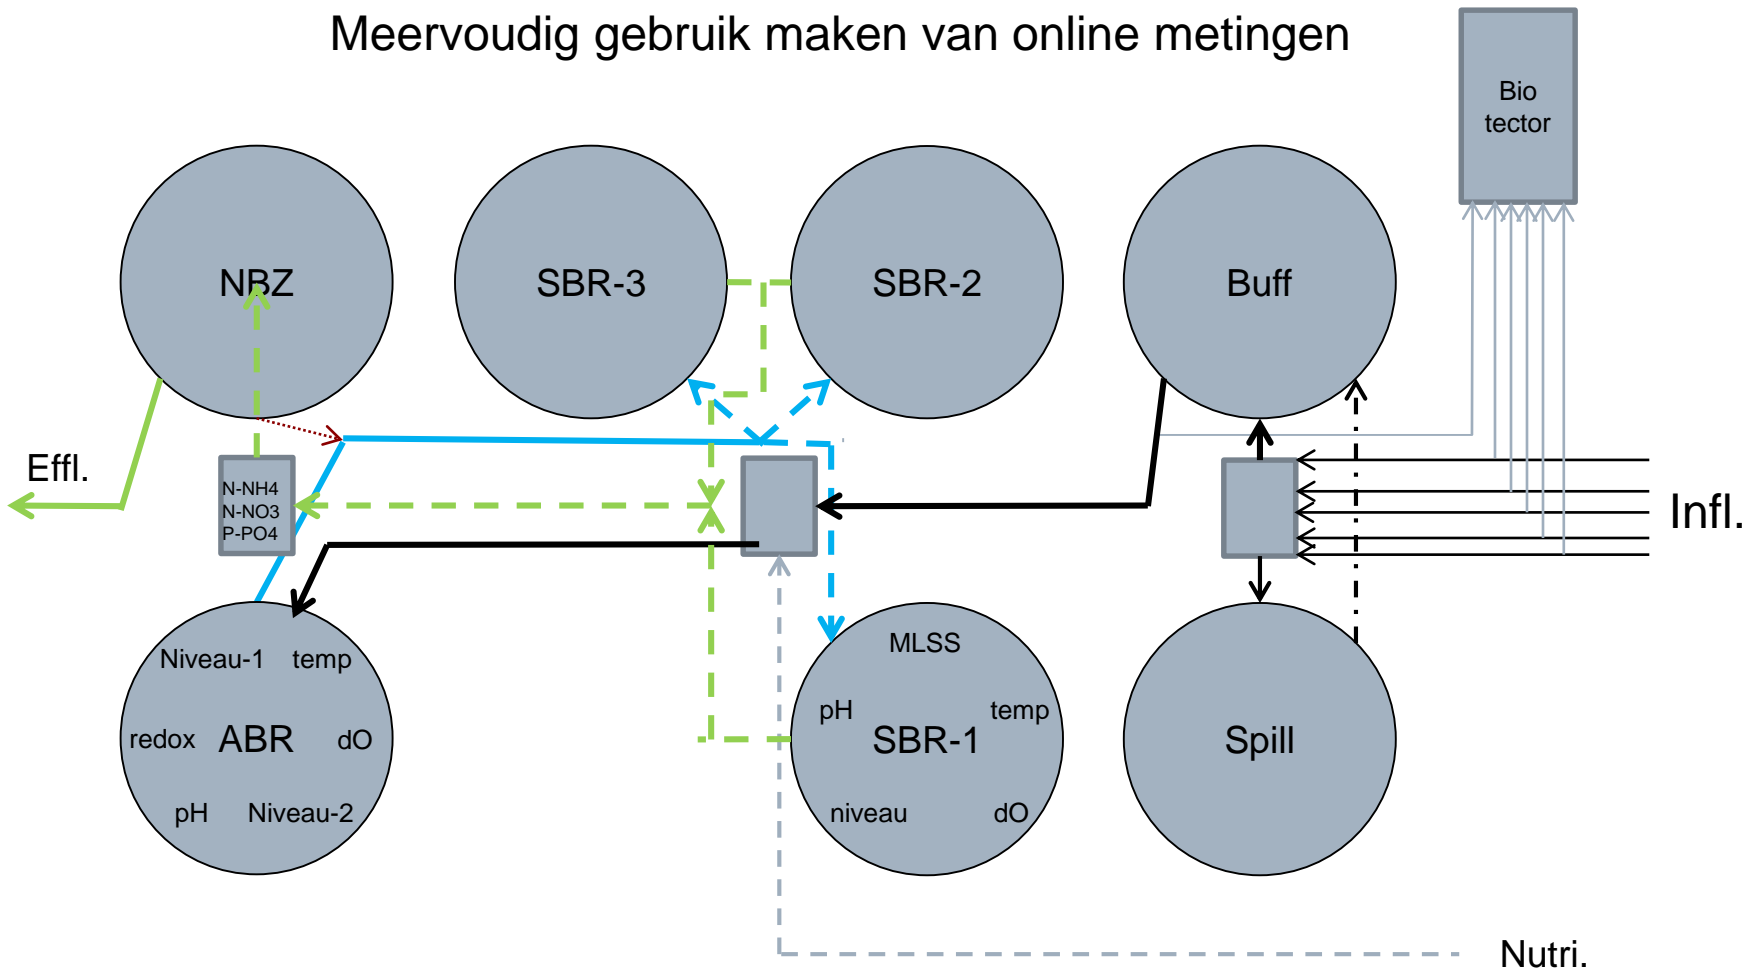 Meervoudig gebruik maken van online metingen
Bio
tector
NBZ
SBR-3
SBR-2
Buff
Effl.
N-NH4
N-NO3
P-PO4
Infl.
Niveau-1 temp
redox ABR dO
pH Niveau-2
MLSS
pH temp
SBR-1
niveau dO
Spill
Nutri.